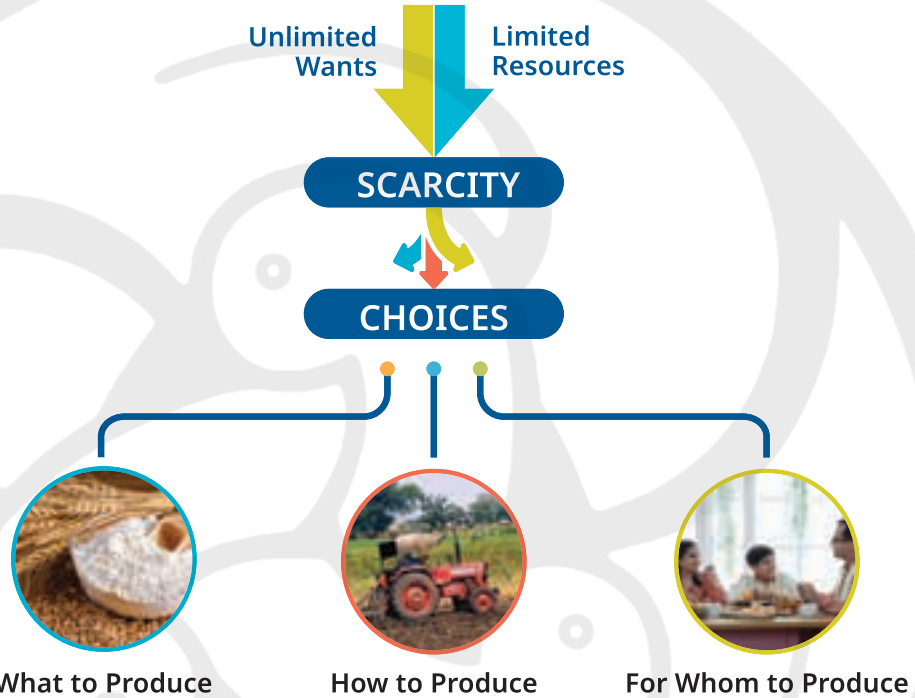 Unlimited
Wants
Limited
Resources
SCARCITY
CHOICES
What to Produce
How to Produce
For Whom to Produce